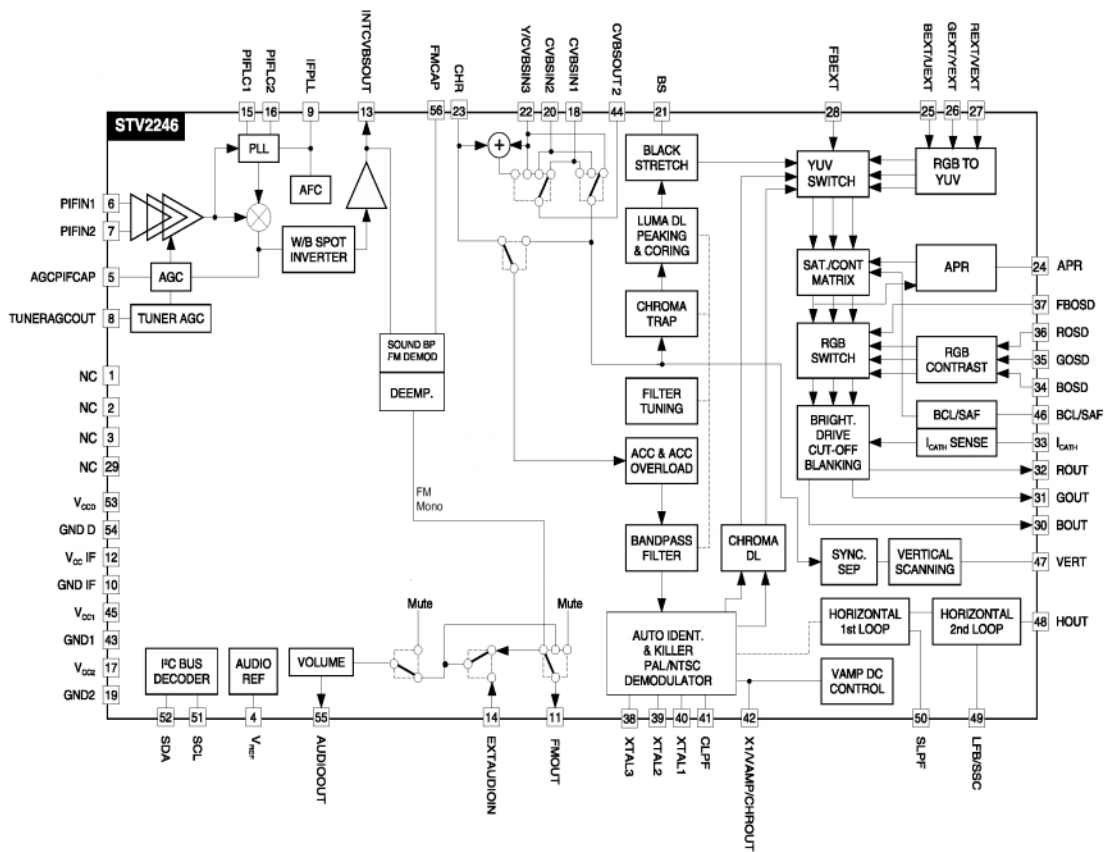 PIFLC1
PIFLC2
IFPLL
INTCVBSOUT
FMCAP
CHR
Y/CVBSIN3
CVBSIN2
CVBSIN1
CVBSOUT 2
BS
FBEXT
BEXT/UEXT
GEXT/YEXT
REXT/VEXT
15
16
9
13
56
23
22
20
18
44
21
28
25
26
27
STV2246
PLL
+
BLACK
STRETCH
YUV
SWITCH
RGB TO
YUV
AFC
PIFIN1
6
PIFIN2
7
W/B SPOT
INVERTER
LUMA DL
PEAKING
& CORING
SAT./CONT
MATRIX
APR
24
APR
AGCPIFCAP
5
AGC
TUNERAGCOUT
8
TUNER AGC
CHROMA
TRAP
37
FBOSD
SOUND BP
FM DEMOD
DEEMP.
RGB
SWITCH
RGB
CONTRAST
36
ROSD
35
GOSD
34
BOSD
NC
1
NC
2
NC
3
NC
29
FILTER
TUNING
BRIGHT.
DRIVE
CUT-OFF
BLANKING
BCL/SAF
46
BCL/SAF
ICATH SENSE
33
ICATH
ACC & ACC
OVERLOAD
32
ROUT
31
GOUT
30
BOUT
VCCD
53
GND D
54
VCC IF
12
GND IF
10
VCC1
45
GND1
43
VCC2
17
GND2
19
FM
Mono
BANDPASS
FILTER
CHROMA
DL
SYNC.
SEP
VERTICAL
SCANNING
47
VERT
Mute
Mute
AUTO IDENT.
& KILLER
PAL/NTSC
DEMODULATOR
HORIZONTAL
1st LOOP
HORIZONTAL
2nd LOOP
48
HOUT
I²C BUS
DECODER
AUDIO
REF
VOLUME
VAMP DC
CONTROL
52
51
4
55
14
11
38
39
40
41
42
50
49
SDA
SCL
VREF
AUDIOOUT
EXTAUDIOIN
FMOUT
XTAL3
XTAL2
XTAL1
CLPF
X1/VAMP/CHROUT
SLPF
LFB/SSC